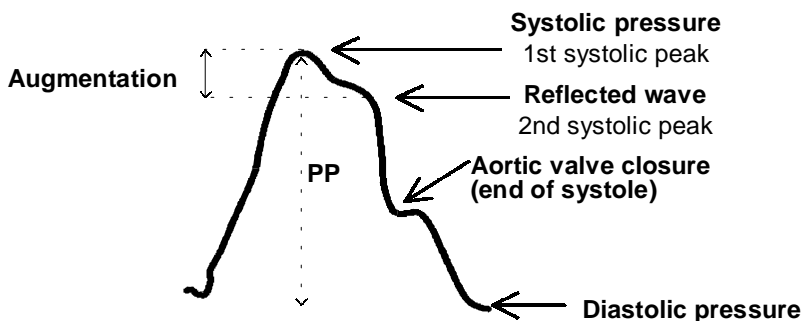 Systolic pressure
1st systolic peak
Augmentation
Reflected wave
2nd systolic peak
PP
Aortic valve closure
(end of systole)
Diastolic pressure